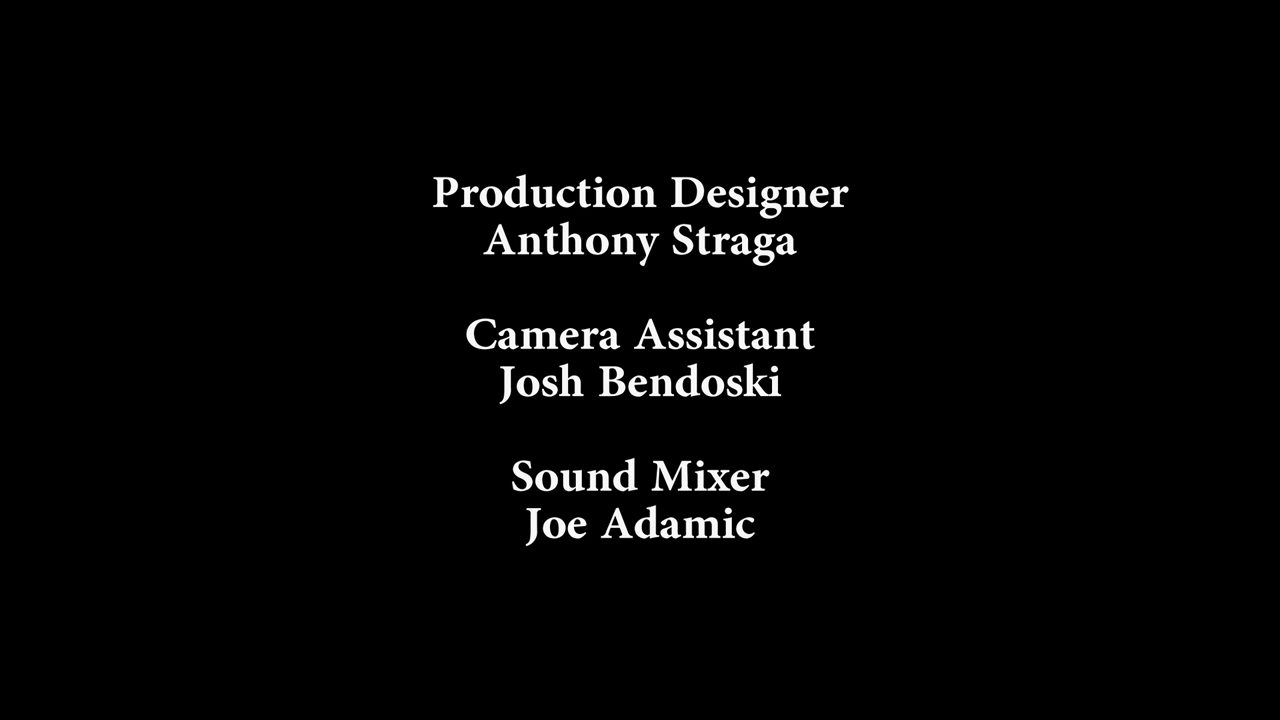 Production Designer
Anthony Straga
Camera Assistant
Josh Bendoski
Sound Mixer
Joe Adamic